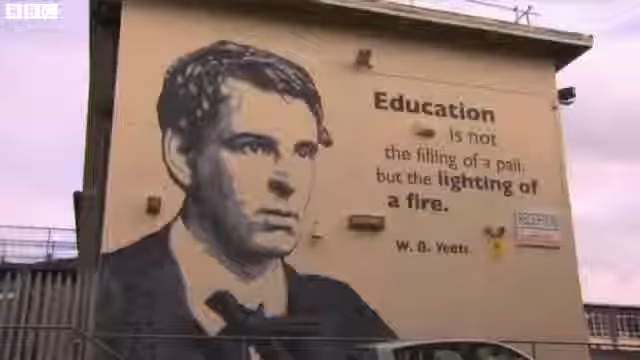 BBC
Education
is not
the filling of a pail,
but the lighting of
a fire.
W. B. Yeats